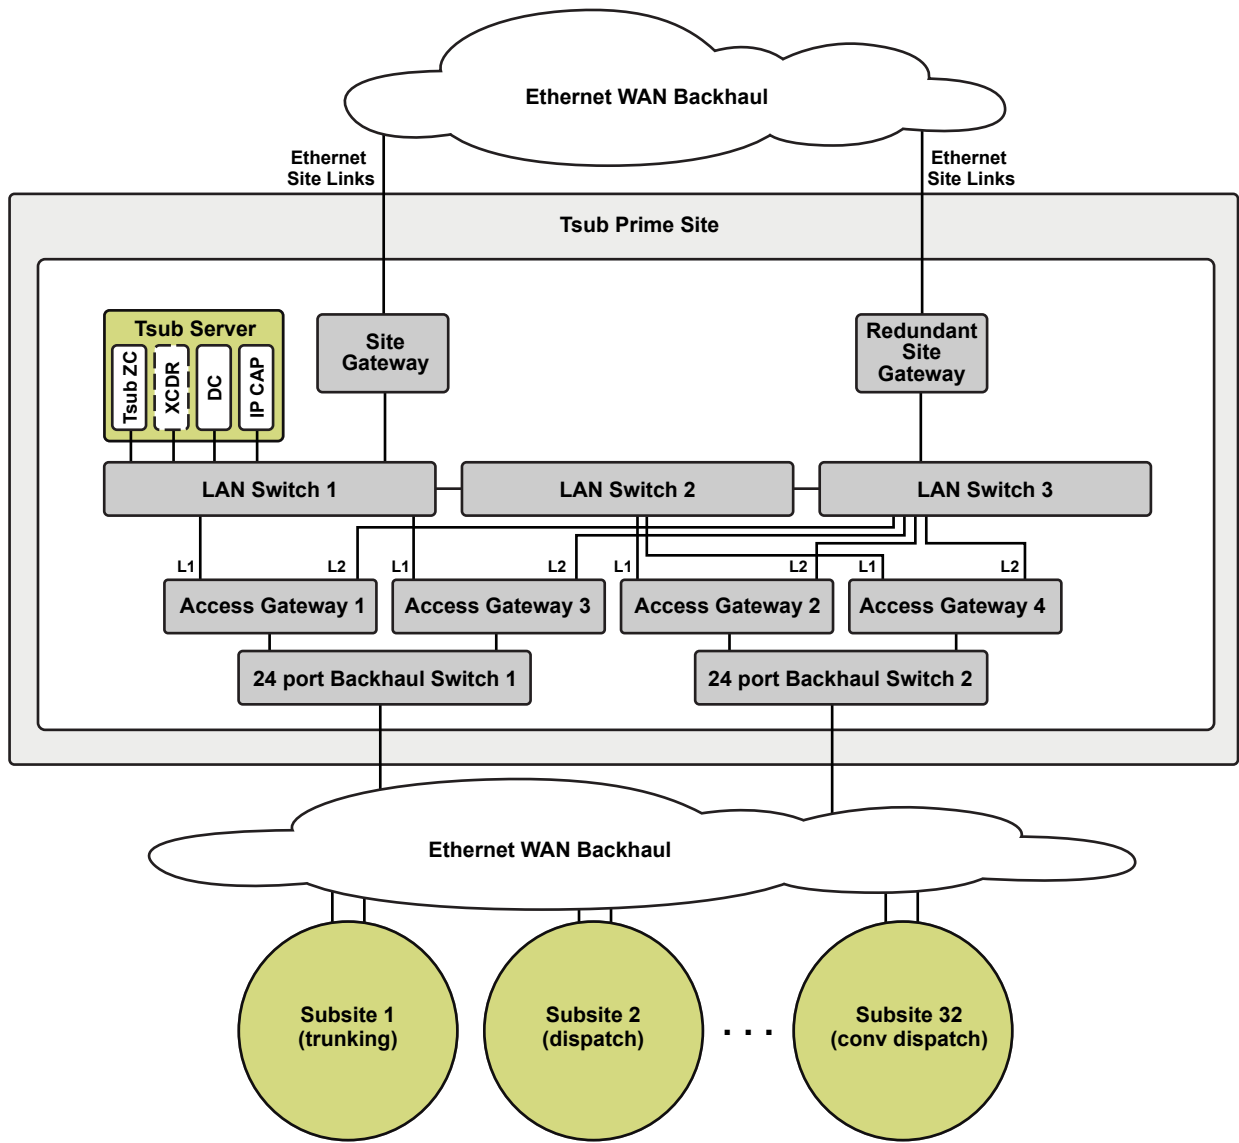 Ethernet WAN Backhaul
Ethernet
Site Links
Ethernet
Site Links
Tsub Prime Site
Tsub Server
Tsub ZC
XCDR
DC
IP CAP
Site
Gateway
Redundant
Site
Gateway
LAN Switch 1
LAN Switch 2
LAN Switch 3
L1
L2
L1
L2
L1
L2
L1
L2
Access Gateway 1
Access Gateway 3
Access Gateway 2
Access Gateway 4
24 port Backhaul Switch 1
24 port Backhaul Switch 2
Ethernet WAN Backhaul
Subsite 1
(trunking)
Subsite 2
(dispatch)
. . .
Subsite 32
(conv dispatch)